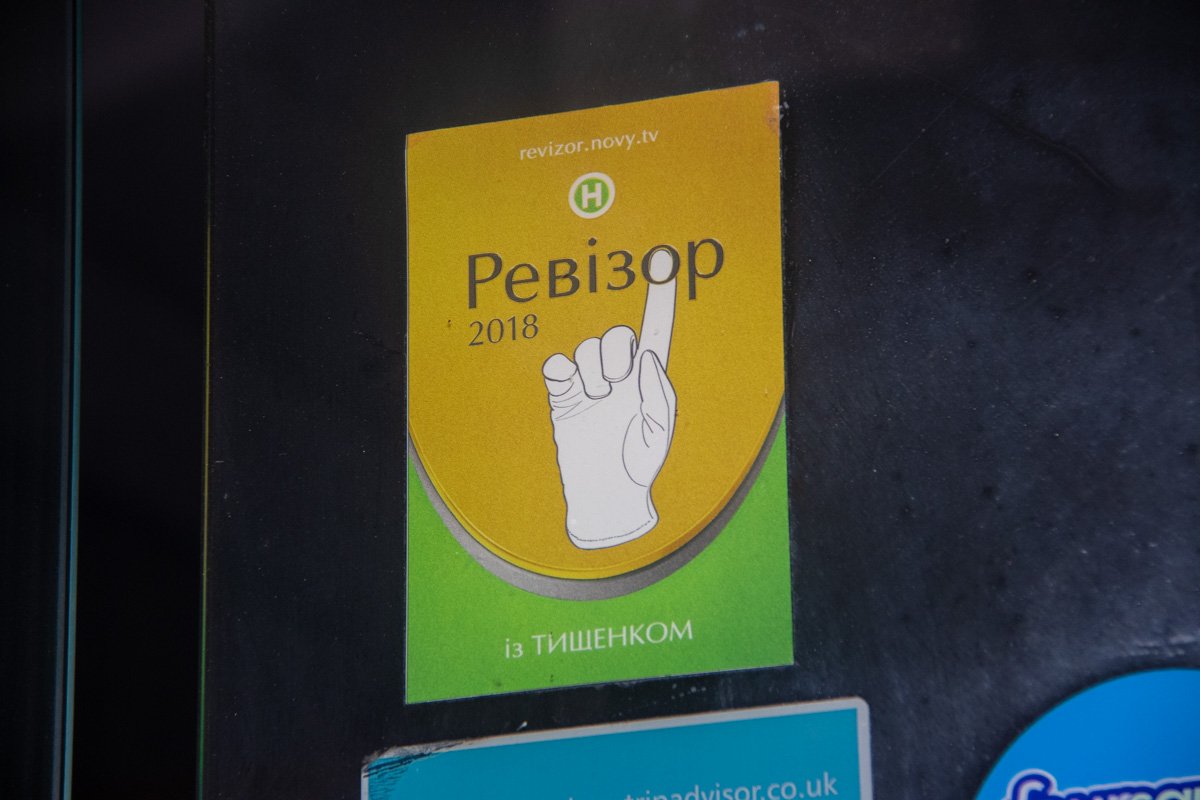 revizor.novy.tv
H
Ревізор
2018
із ТИЩЕНКОМ
tripadvisor.co.uk